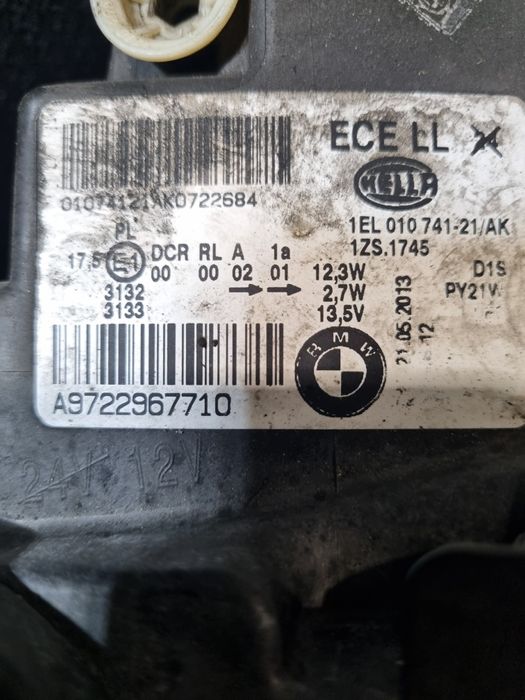 ECE LL
01074121AK0722684
HELLA
1EL 010 741-21/AK
1ZS.1745
PL
17,5 E1 DCR RL A 1a
00 00 02 01
12,3W D1S
3132 2,7W PY21W
3133 13,5V
21.05.2013
12
BMW
A9722967710
24V 12V